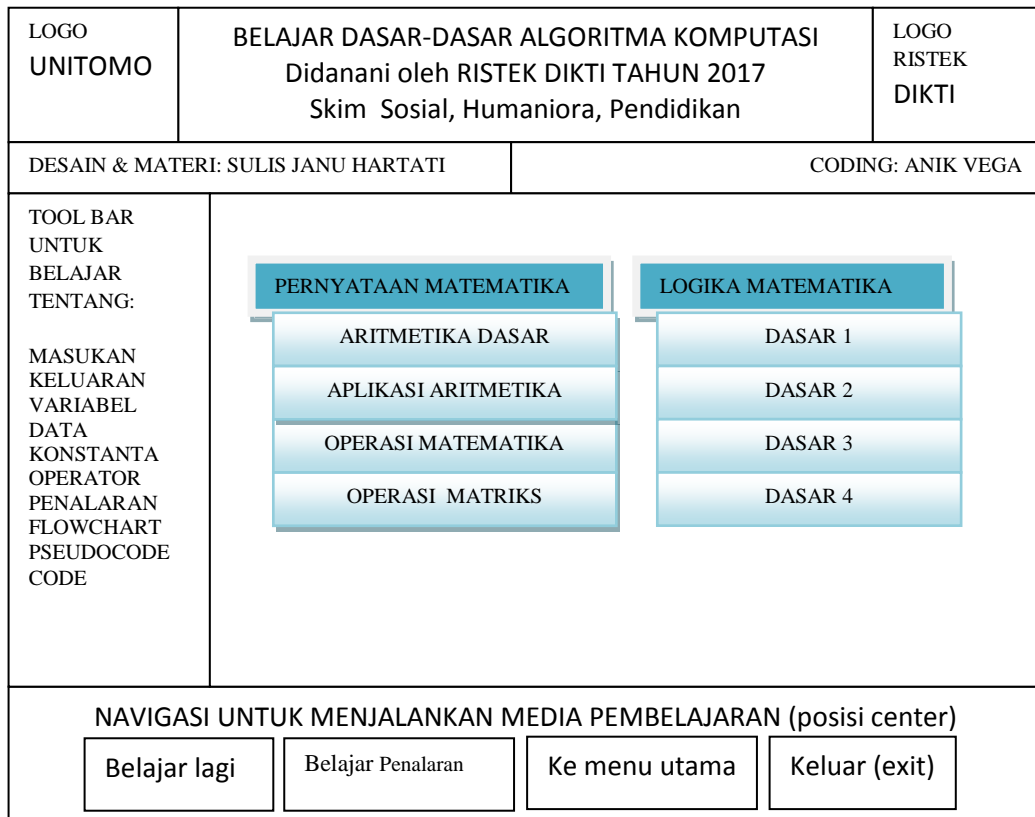 LOGO
UNITOMO
BELAJAR DASAR-DASAR ALGORITMA KOMPUTASI
Didanani oleh RISTEK DIKTI TAHUN 2017
Skim Sosial, Humaniora, Pendidikan
LOGO
RISTEK
DIKTI
DESAIN & MATERI: SULIS JANU HARTATI
CODING: ANIK VEGA
TOOL BAR
UNTUK
BELAJAR
TENTANG:
MASUKAN
KELUARAN
VARIABEL
DATA
KONSTANTA
OPERATOR
PENALARAN
FLOWCHART
PSEUDOCODE
CODE
PERNYATAAN MATEMATIKA
ARITMETIKA DASAR
APLIKASI ARITMETIKA
OPERASI MATEMATIKA
OPERASI MATRIKS
LOGIKA MATEMATIKA
DASAR 1
DASAR 2
DASAR 3
DASAR 4
NAVIGASI UNTUK MENJALANKAN MEDIA PEMBELAJARAN (posisi center)
Belajar lagi
Belajar Penalaran
Ke menu utama
Keluar (exit)